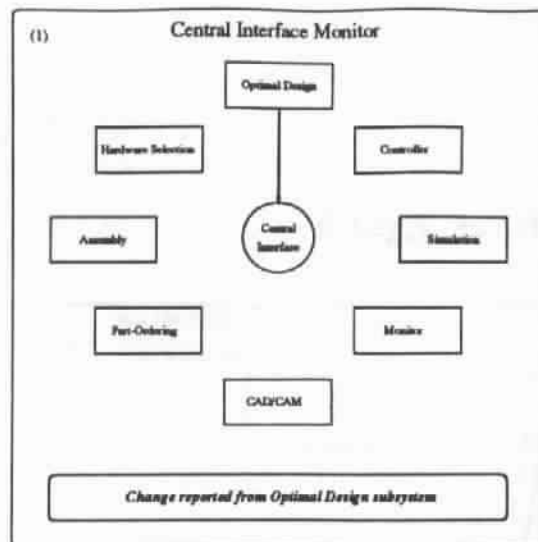 (1)
Central Interface Monitor
Optimal Design
Hardware Selection
Controller
Central
Interface
Assembly
Simulation
Part-Ordering
Monitor
CAD/CAM
Change reported from Optimal Design subsystem